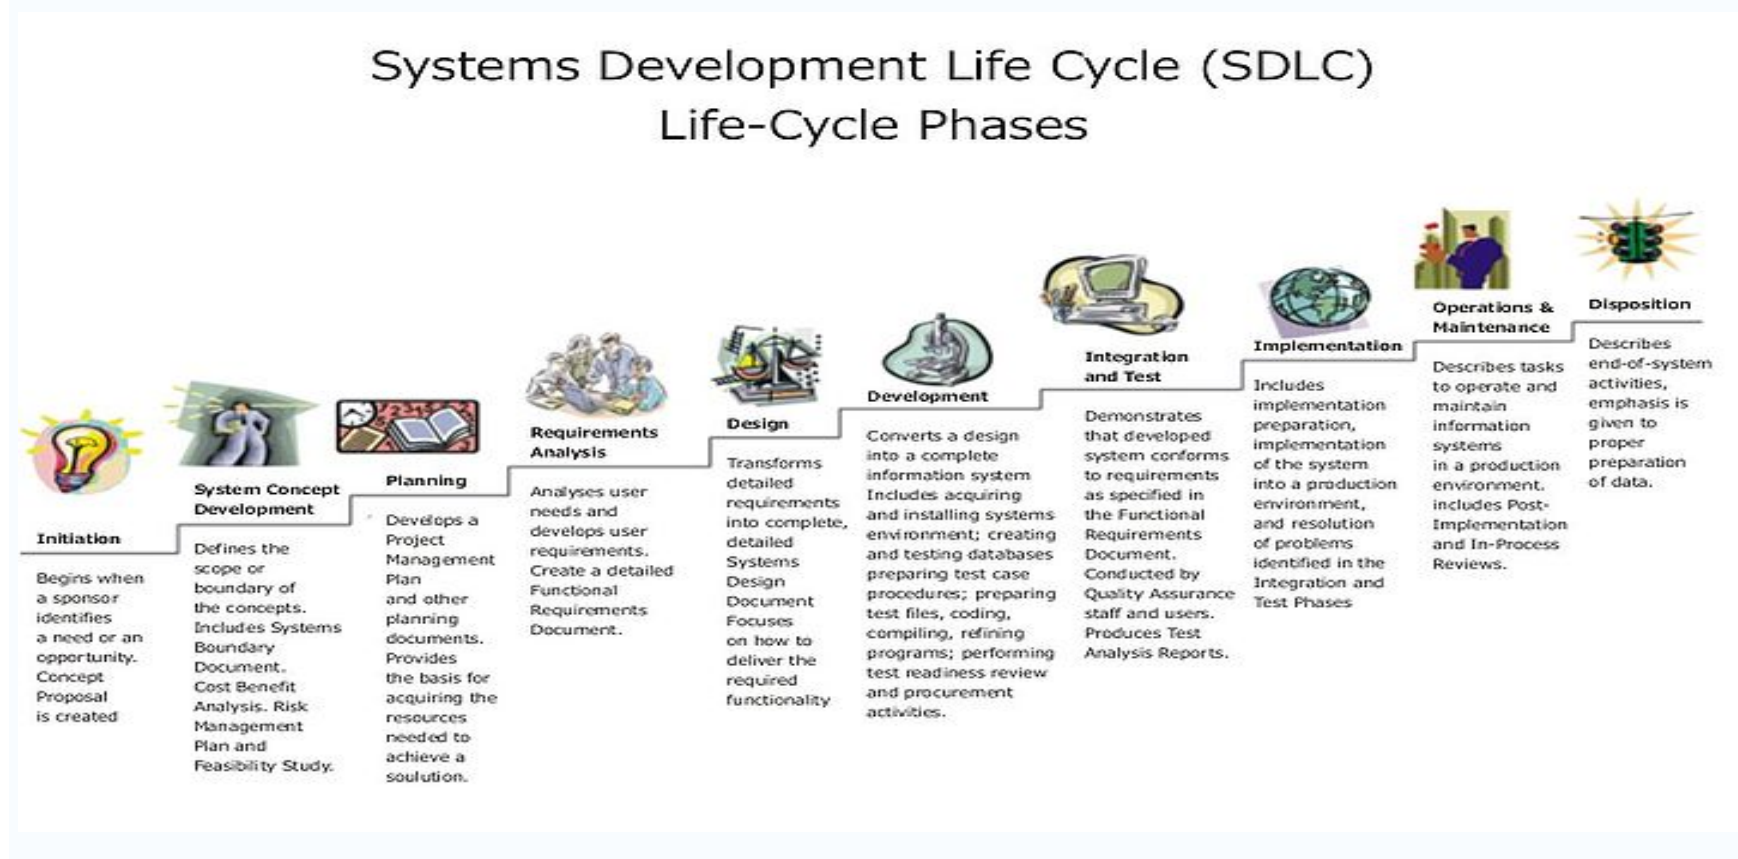 Systems Development Life Cycle (SDLC)
Life-Cycle Phases
Initiation
Begins when
a sponsor
identifies
a need or an
opportunity.
Concept
Proposal
is created
System Concept
Development
Defines the
scope or
boundary of
the concepts.
Includes Systems
Boundary
Document.
Cost Benefit
Analysis. Risk
Management
Plan and
Feasibility Study.
Planning
Develops a
Project
Management
Plan
and other
planning
documents.
Provides
the basis for
acquiring the
resources
needed to
achieve a
soulution.
Requirements
Analysis
Analyses user
needs and
develops user
requirements.
Create a detailed
Functional
Requirements
Document.
Design
Transforms
detailed
requirements
into complete,
detailed
Systems
Design
Document
Focuses
on how to
deliver the
required
functionality
Development
Converts a design
into a complete
information system
Includes acquiring
and installing systems
environment; creating
and testing databases
preparing test case
procedures; preparing
test files, coding,
compiling, refining
programs; performing
test readiness review
and procurement
activities.
Integration
and Test
Demonstrates
that developed
system conforms
to requirements
as specified in
the Functional
Requirements
Document.
Conducted by
Quality Assurance
staff and users.
Produces Test
Analysis Reports.
Implementation
Includes
implementation
preparation,
implementation
of the system
into a production
environment,
and resolution
of problems
identified in the
Integration and
Test Phases
Operations &
Maintenance
Describes tasks
to operate and
maintain
information
systems
in a production
environment.
includes Post-
Implementation
and In-Process
Reviews.
Disposition
Describes
end-of-system
activities,
emphasis is
given to
proper
preparation
of data.